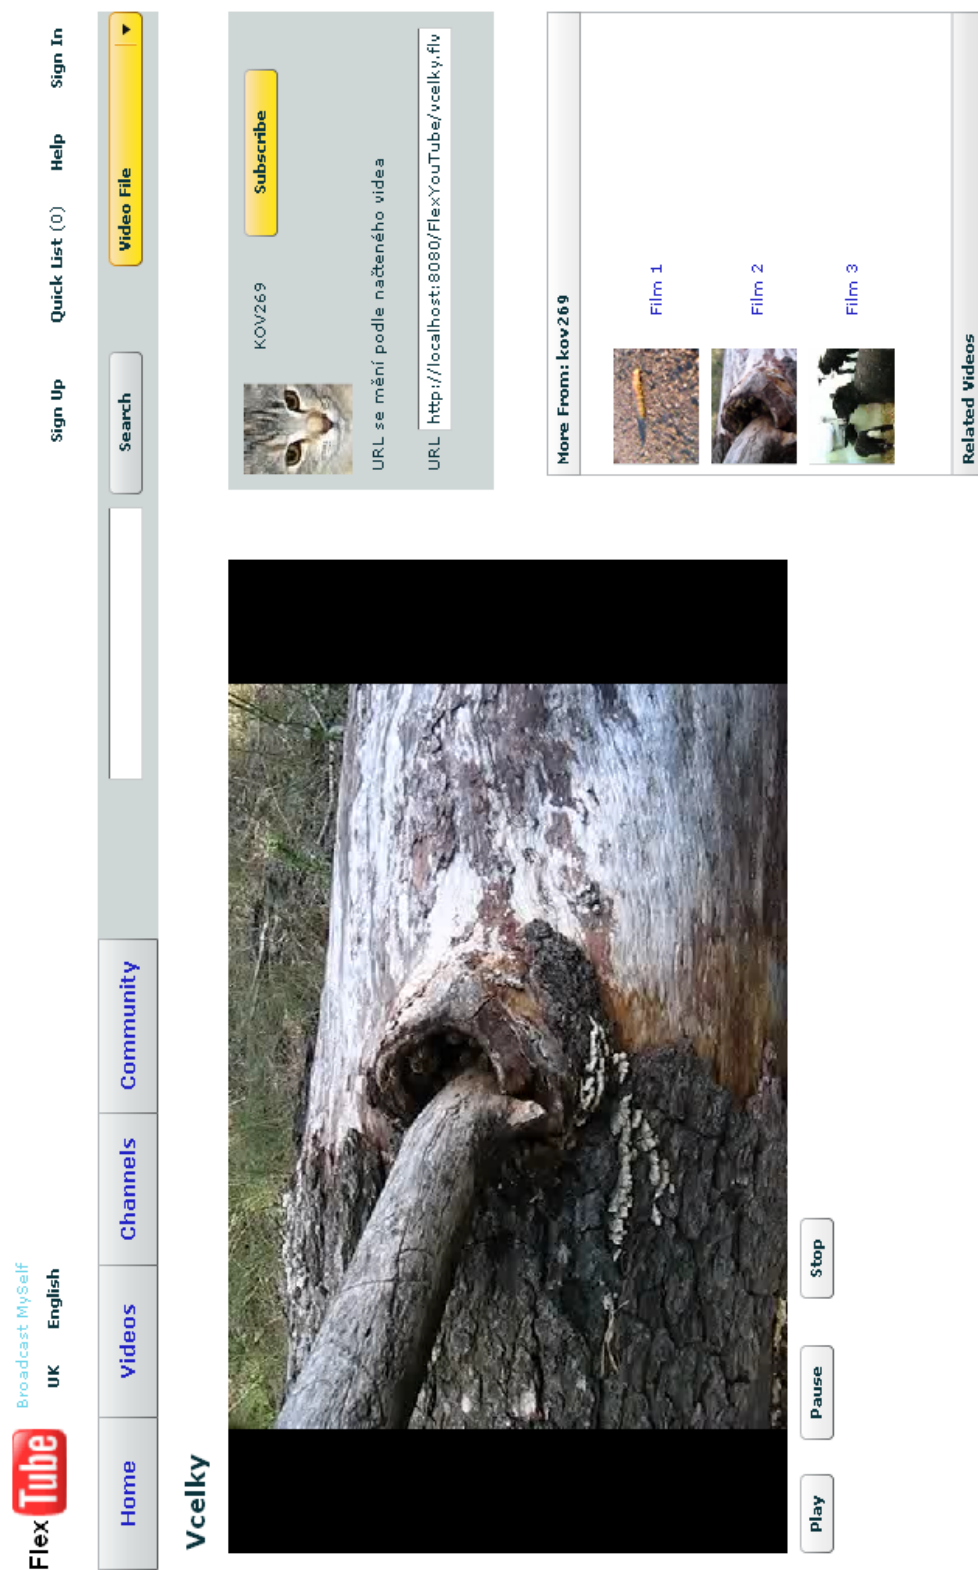 Flex Tube
Broadcast MySelf
UK English
Sign Up Quick List (0) Help Sign In
Home Videos Channels Community
Search
Video File
Vcelky
KOV269
Subscribe
URL se mění podle načteného videa
URL http://localhost:8080/FlexYouTube/vcelky.flv
More From: kov269
Film 1
Film 2
Film 3
Related Videos
Play Pause Stop